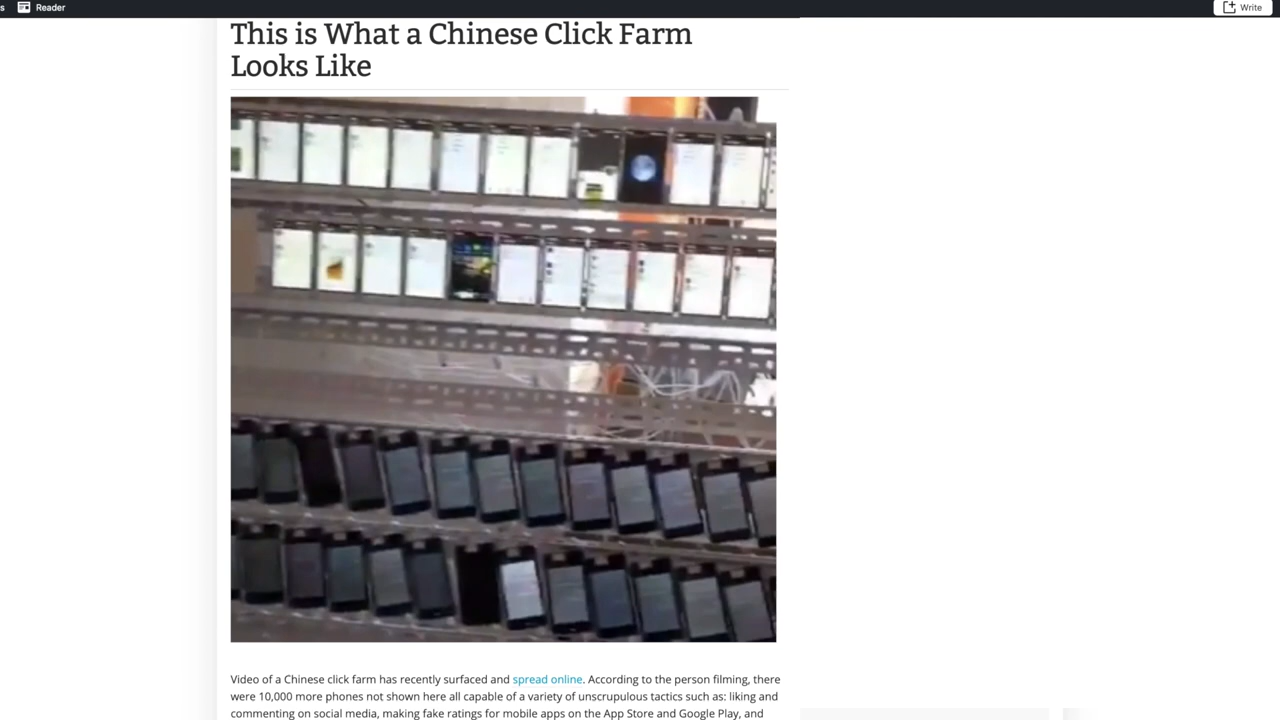 s Reader Write
This is What a Chinese Click Farm
Looks Like
Video of a Chinese click farm has recently surfaced and spread online. According to the person filming, there
were 10,000 more phones not shown here all capable of a variety of unscrupulous tactics such as: liking and
commenting on social media, making fake ratings for mobile apps on the App Store and Google Play, and